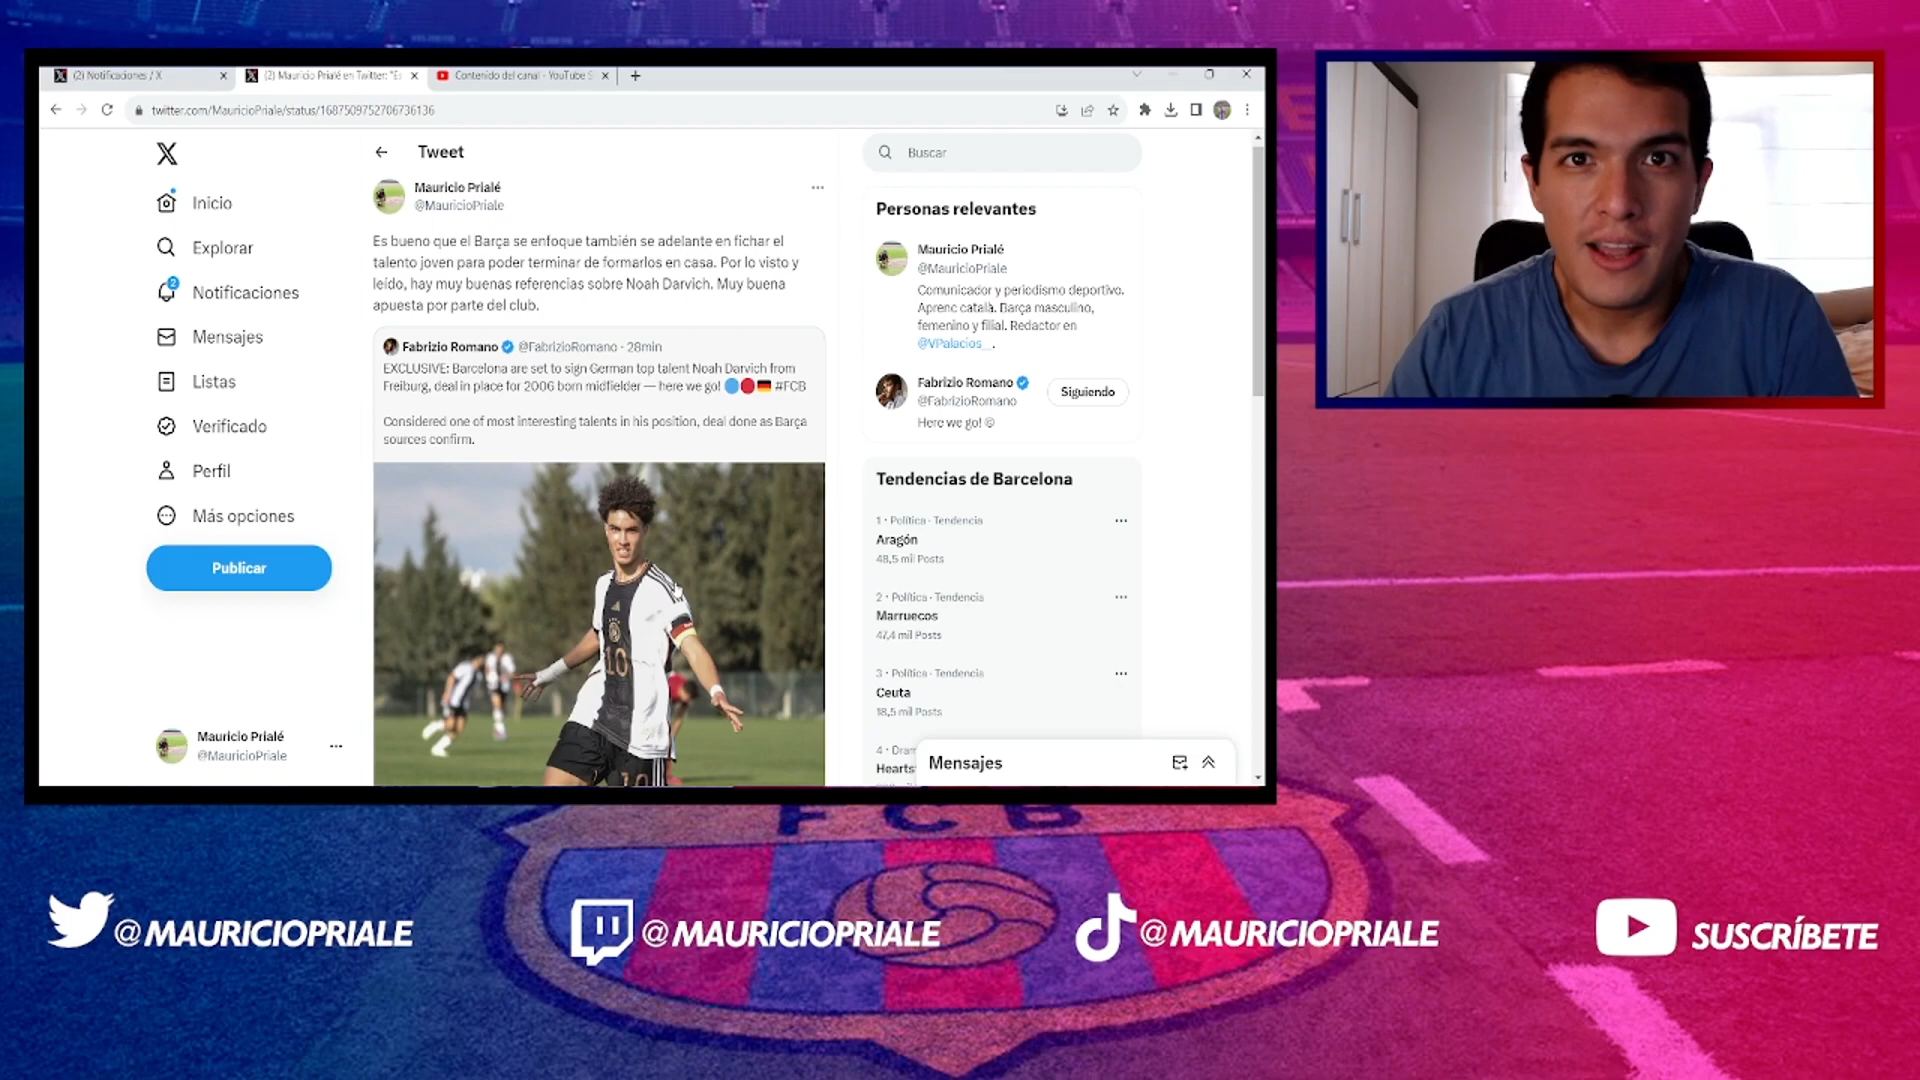 (2) Notificaciones / X
(2) Mauricio Prialé en Twitter: "Es
Contenido del canal - YouTube S
twitter.com/MauricioPriale/status/1687509752706736136
Inicio
Explorar
2
Notificaciones
Mensajes
Listas
Verificado
Perfil
Más opciones
Publicar
Mauricio Prialé
@MauricioPriale
Tweet
Mauricio Prialé
@MauricioPriale
Es bueno que el Barça se enfoque también se adelante en fichar el
talento joven para poder terminar de formarlos en casa. Por lo visto y
leído, hay muy buenas referencias sobre Noah Darvich. Muy buena
apuesta por parte del club.
Fabrizio Romano @FabrizioRomano · 28min
EXCLUSIVE: Barcelona are set to sign German top talent Noah Darvich from
Freiburg, deal in place for 2006 born midfielder — here we go! 🔵🔴🇩🇪 #FCB
Considered one of most interesting talents in his position, deal done as Barça
sources confirm.
10
10
Buscar
Personas relevantes
Mauricio Prialé
@MauricioPriale
Comunicador y periodismo deportivo.
Aprenc català. Barça masculino,
femenino y filial. Redactor en
@VPalacios_.
Fabrizio Romano
@FabrizioRomano
Siguiendo
Here we go! ©
Tendencias de Barcelona
1 · Política · Tendencia
Aragón
48,5 mil Posts
2 · Política · Tendencia
Marruecos
47,4 mil Posts
3 · Política · Tendencia
Ceuta
18,5 mil Posts
4 · Dram
Hearts
Mensajes
FCB
@MAURICIOPRIALE
@MAURICIOPRIALE
@MAURICIOPRIALE
SUSCRÍBETE